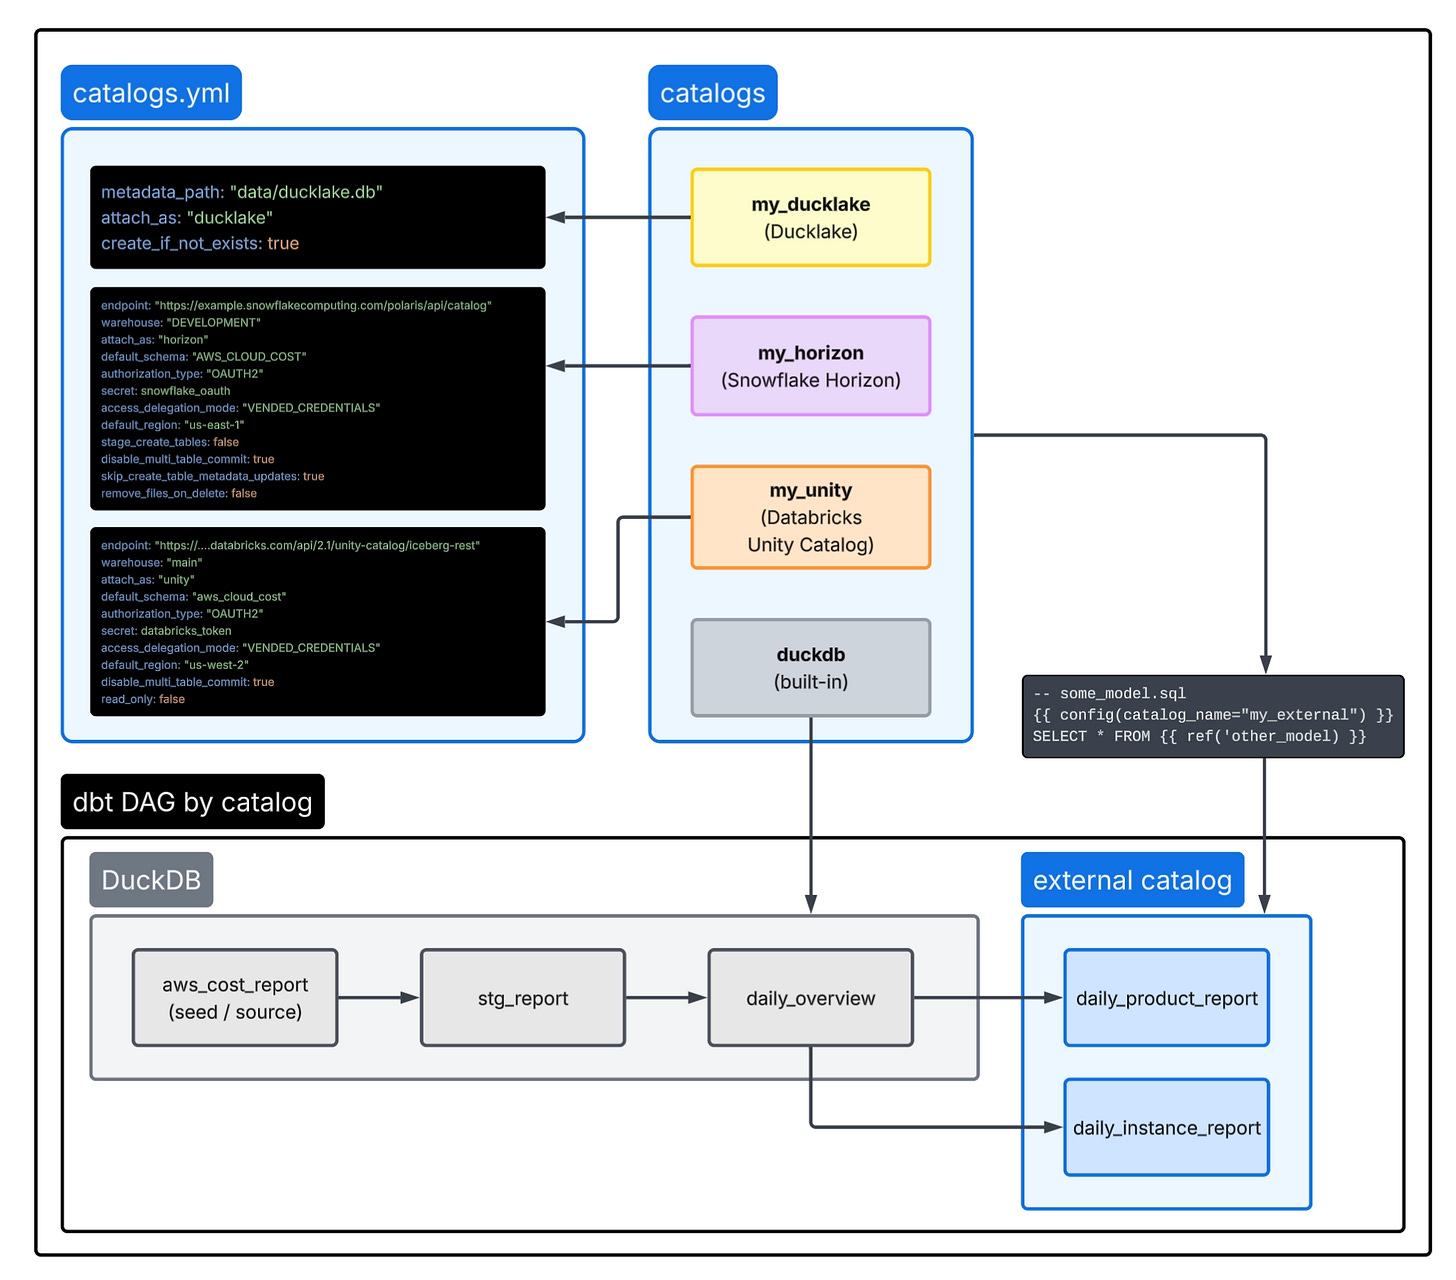 catalogs.yml
metadata_path: "data/ducklake.db"
attach_as: "ducklake"
create_if_not_exists: true
endpoint: "https://example.snowflakecomputing.com/polaris/api/catalog"
warehouse: "DEVELOPMENT"
attach_as: "horizon"
default_schema: "AWS_CLOUD_COST"
authorization_type: "OAUTH2"
secret: snowflake_oauth
access_delegation_mode: "VENDED_CREDENTIALS"
default_region: "us-east-1"
stage_create_tables: false
disable_multi_table_commit: true
skip_create_table_metadata_updates: true
remove_files_on_delete: false
endpoint: "https://....databricks.com/api/2.1/unity-catalog/iceberg-rest"
warehouse: "main"
attach_as: "unity"
default_schema: "aws_cloud_cost"
authorization_type: "OAUTH2"
secret: databricks_token
access_delegation_mode: "VENDED_CREDENTIALS"
default_region: "us-west-2"
disable_multi_table_commit: true
read_only: false
catalogs
my_ducklake
(Ducklake)
my_horizon
(Snowflake Horizon)
my_unity
(Databricks
Unity Catalog)
duckdb
(built-in)
-- some_model.sql
{{ config(catalog_name="my_external") }}
SELECT * FROM {{ ref('other_model) }}
dbt DAG by catalog
DuckDB
aws_cost_report
(seed / source)
stg_report
daily_overview
external catalog
daily_product_report
daily_instance_report